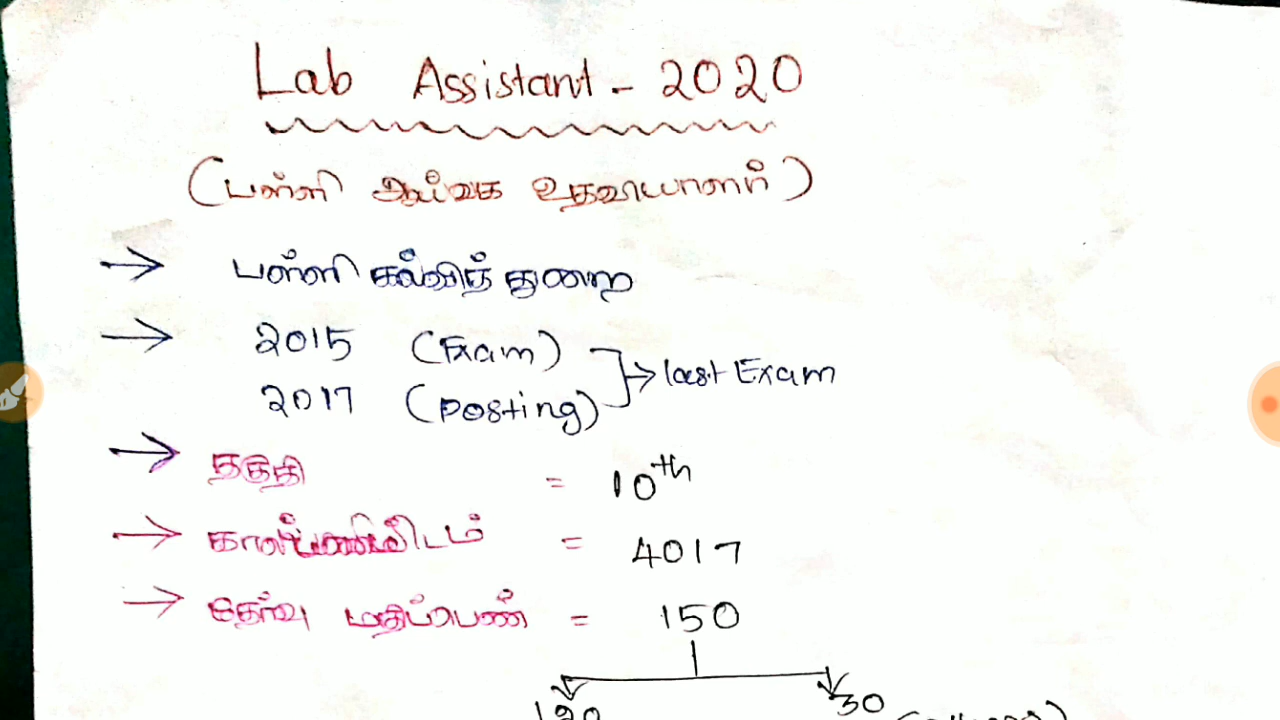 Lab Assistant - 2020
(பள்ளி ஆய்வக உதவியாளர்)
→ பள்ளி கல்வித் துறை
→ 2015 (Exam)
2017 (posting) → last Exam
→ தகுதி = 10th
→ காலிப்பணியிடம் = 4017
→ தேர்வு மதிப்பெண் = 150
120 30